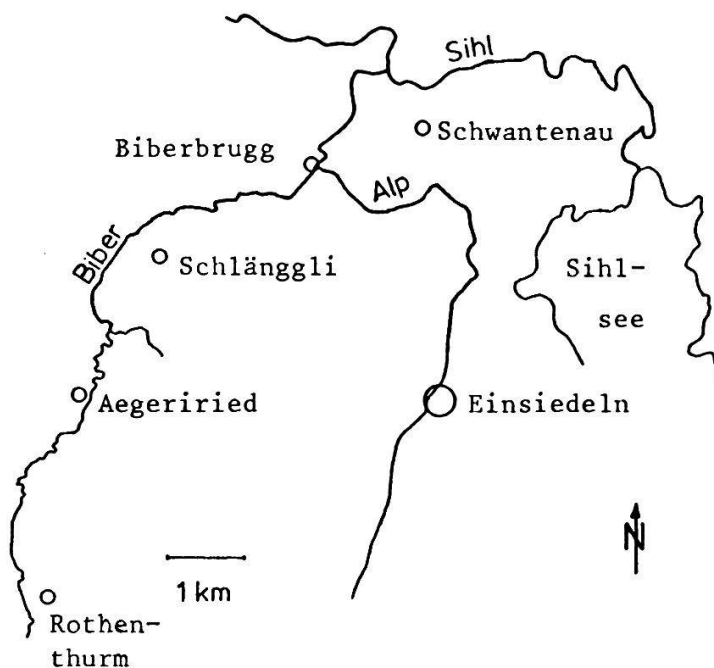 Sihl
Schwantenau
Biberbrugg
Alp
Biber
Schlänggli
Sihl-
see
Aegeriried
Einsiedeln
N
1 km
Rothen-
thurm